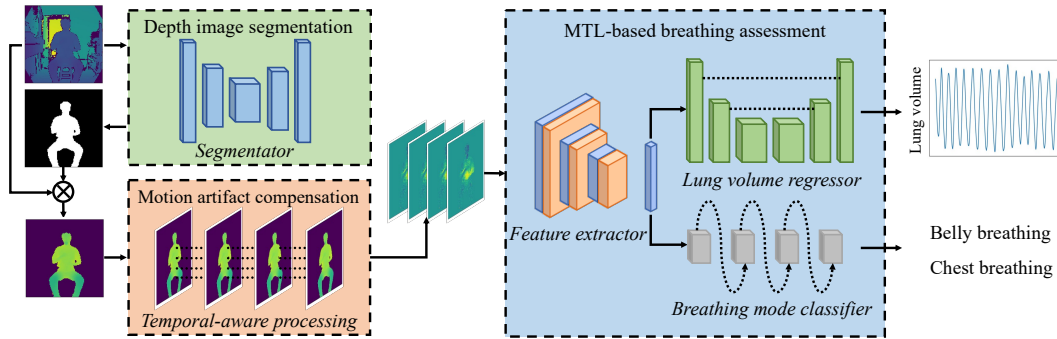 Depth image segmentation
Segmentator
Motion artifact compensation
Temporal-aware processing
MTL-based breathing assessment
Feature extractor
Lung volume regressor
Breathing mode classifier
Lung volume
Belly breathing
Chest breathing